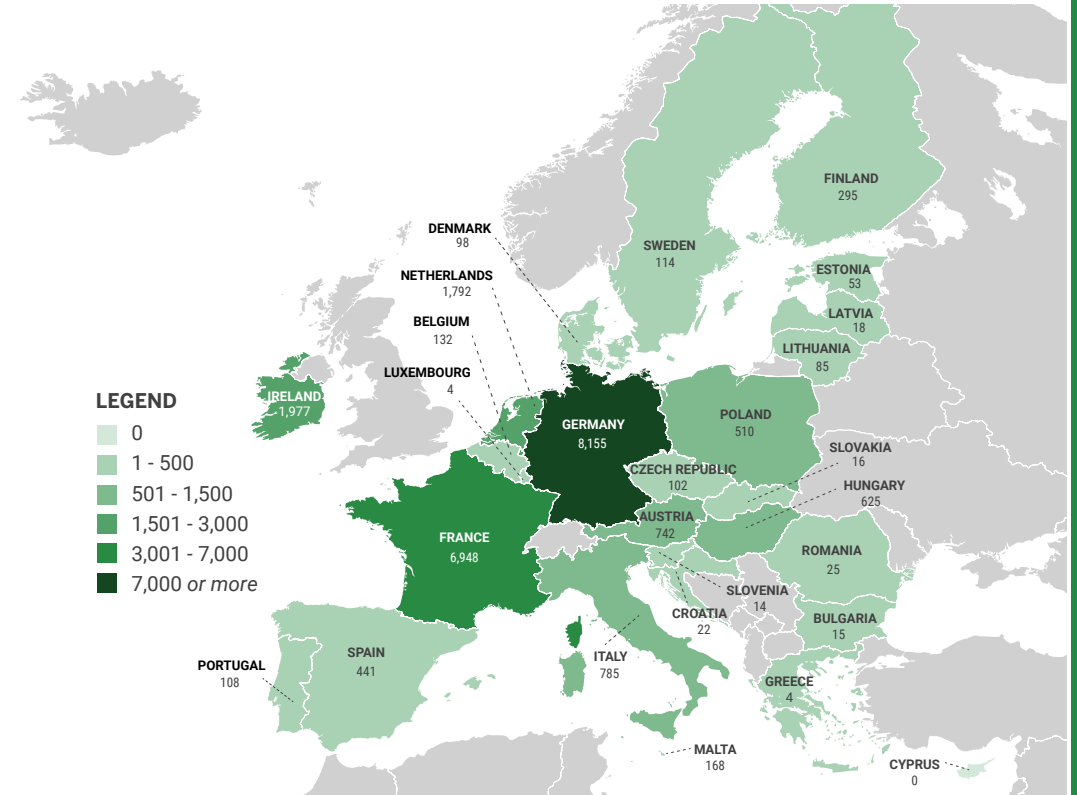 FINLAND
295
DENMARK
98
SWEDEN
114
NETHERLANDS
1,792
ESTONIA
53
BELGIUM
132
LATVIA
18
LITHUANIA
85
LUXEMBOURG
4
IRELAND
1,977
GERMANY
8,155
POLAND
510
LEGEND
0
1 - 500
501 - 1,500
1,501 - 3,000
3,001 - 7,000
7,000 or more
SLOVAKIA
16
CZECH REPUBLIC
102
HUNGARY
625
AUSTRIA
742
FRANCE
6,948
ROMANIA
25
SLOVENIA
14
CROATIA
22
BULGARIA
15
SPAIN
441
ITALY
785
PORTUGAL
108
GREECE
4
MALTA
168
CYPRUS
0